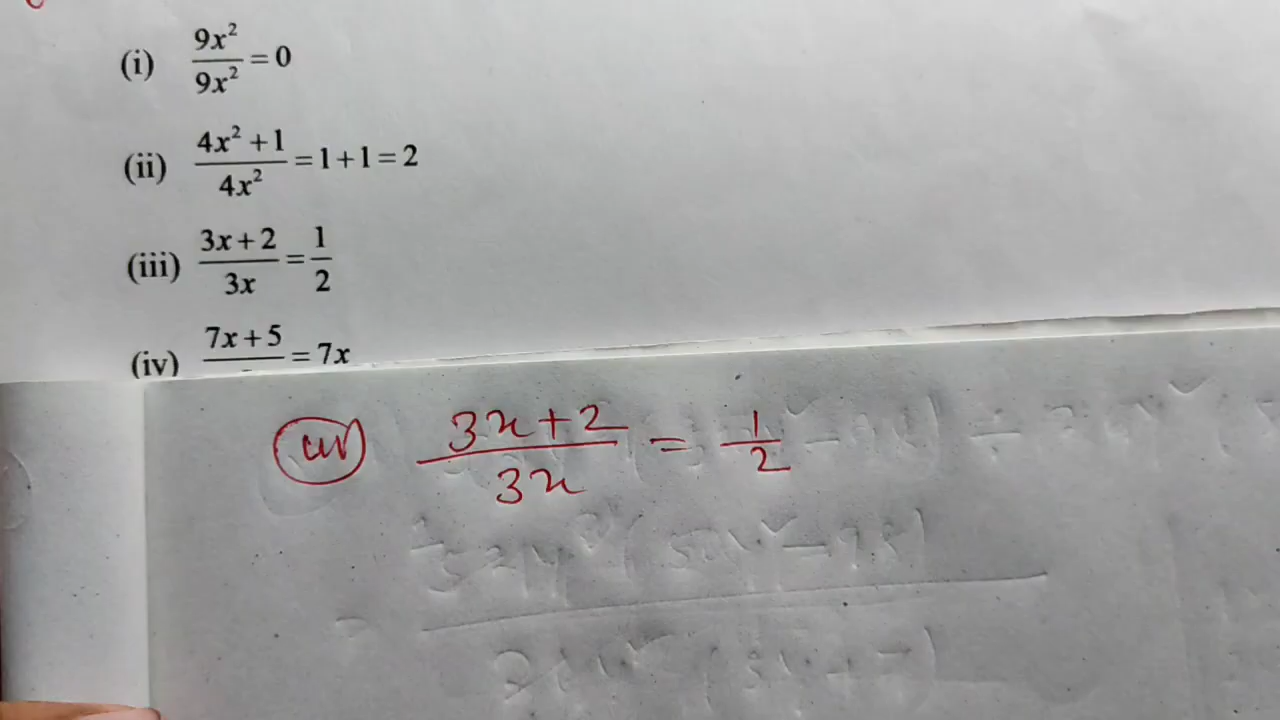 (i) 9x²/9x² = 0
(ii) (4x² + 1)/4x² = 1 + 1 = 2
(iii) (3x + 2)/3x = 1/2
(iv) 7x + 5 = 7x
(iii) (3x + 2)/3x = 1/2